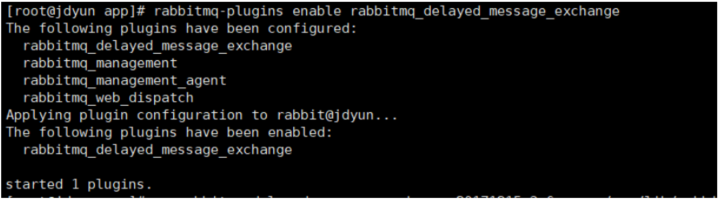 [root@jdyun app]# rabbitmq-plugins enable rabbitmq_delayed_message_exchange
The following plugins have been configured:
  rabbitmq_delayed_message_exchange
  rabbitmq_management
  rabbitmq_management_agent
  rabbitmq_web_dispatch
Applying plugin configuration to rabbit@jdyun...
The following plugins have been enabled:
  rabbitmq_delayed_message_exchange

started 1 plugins.